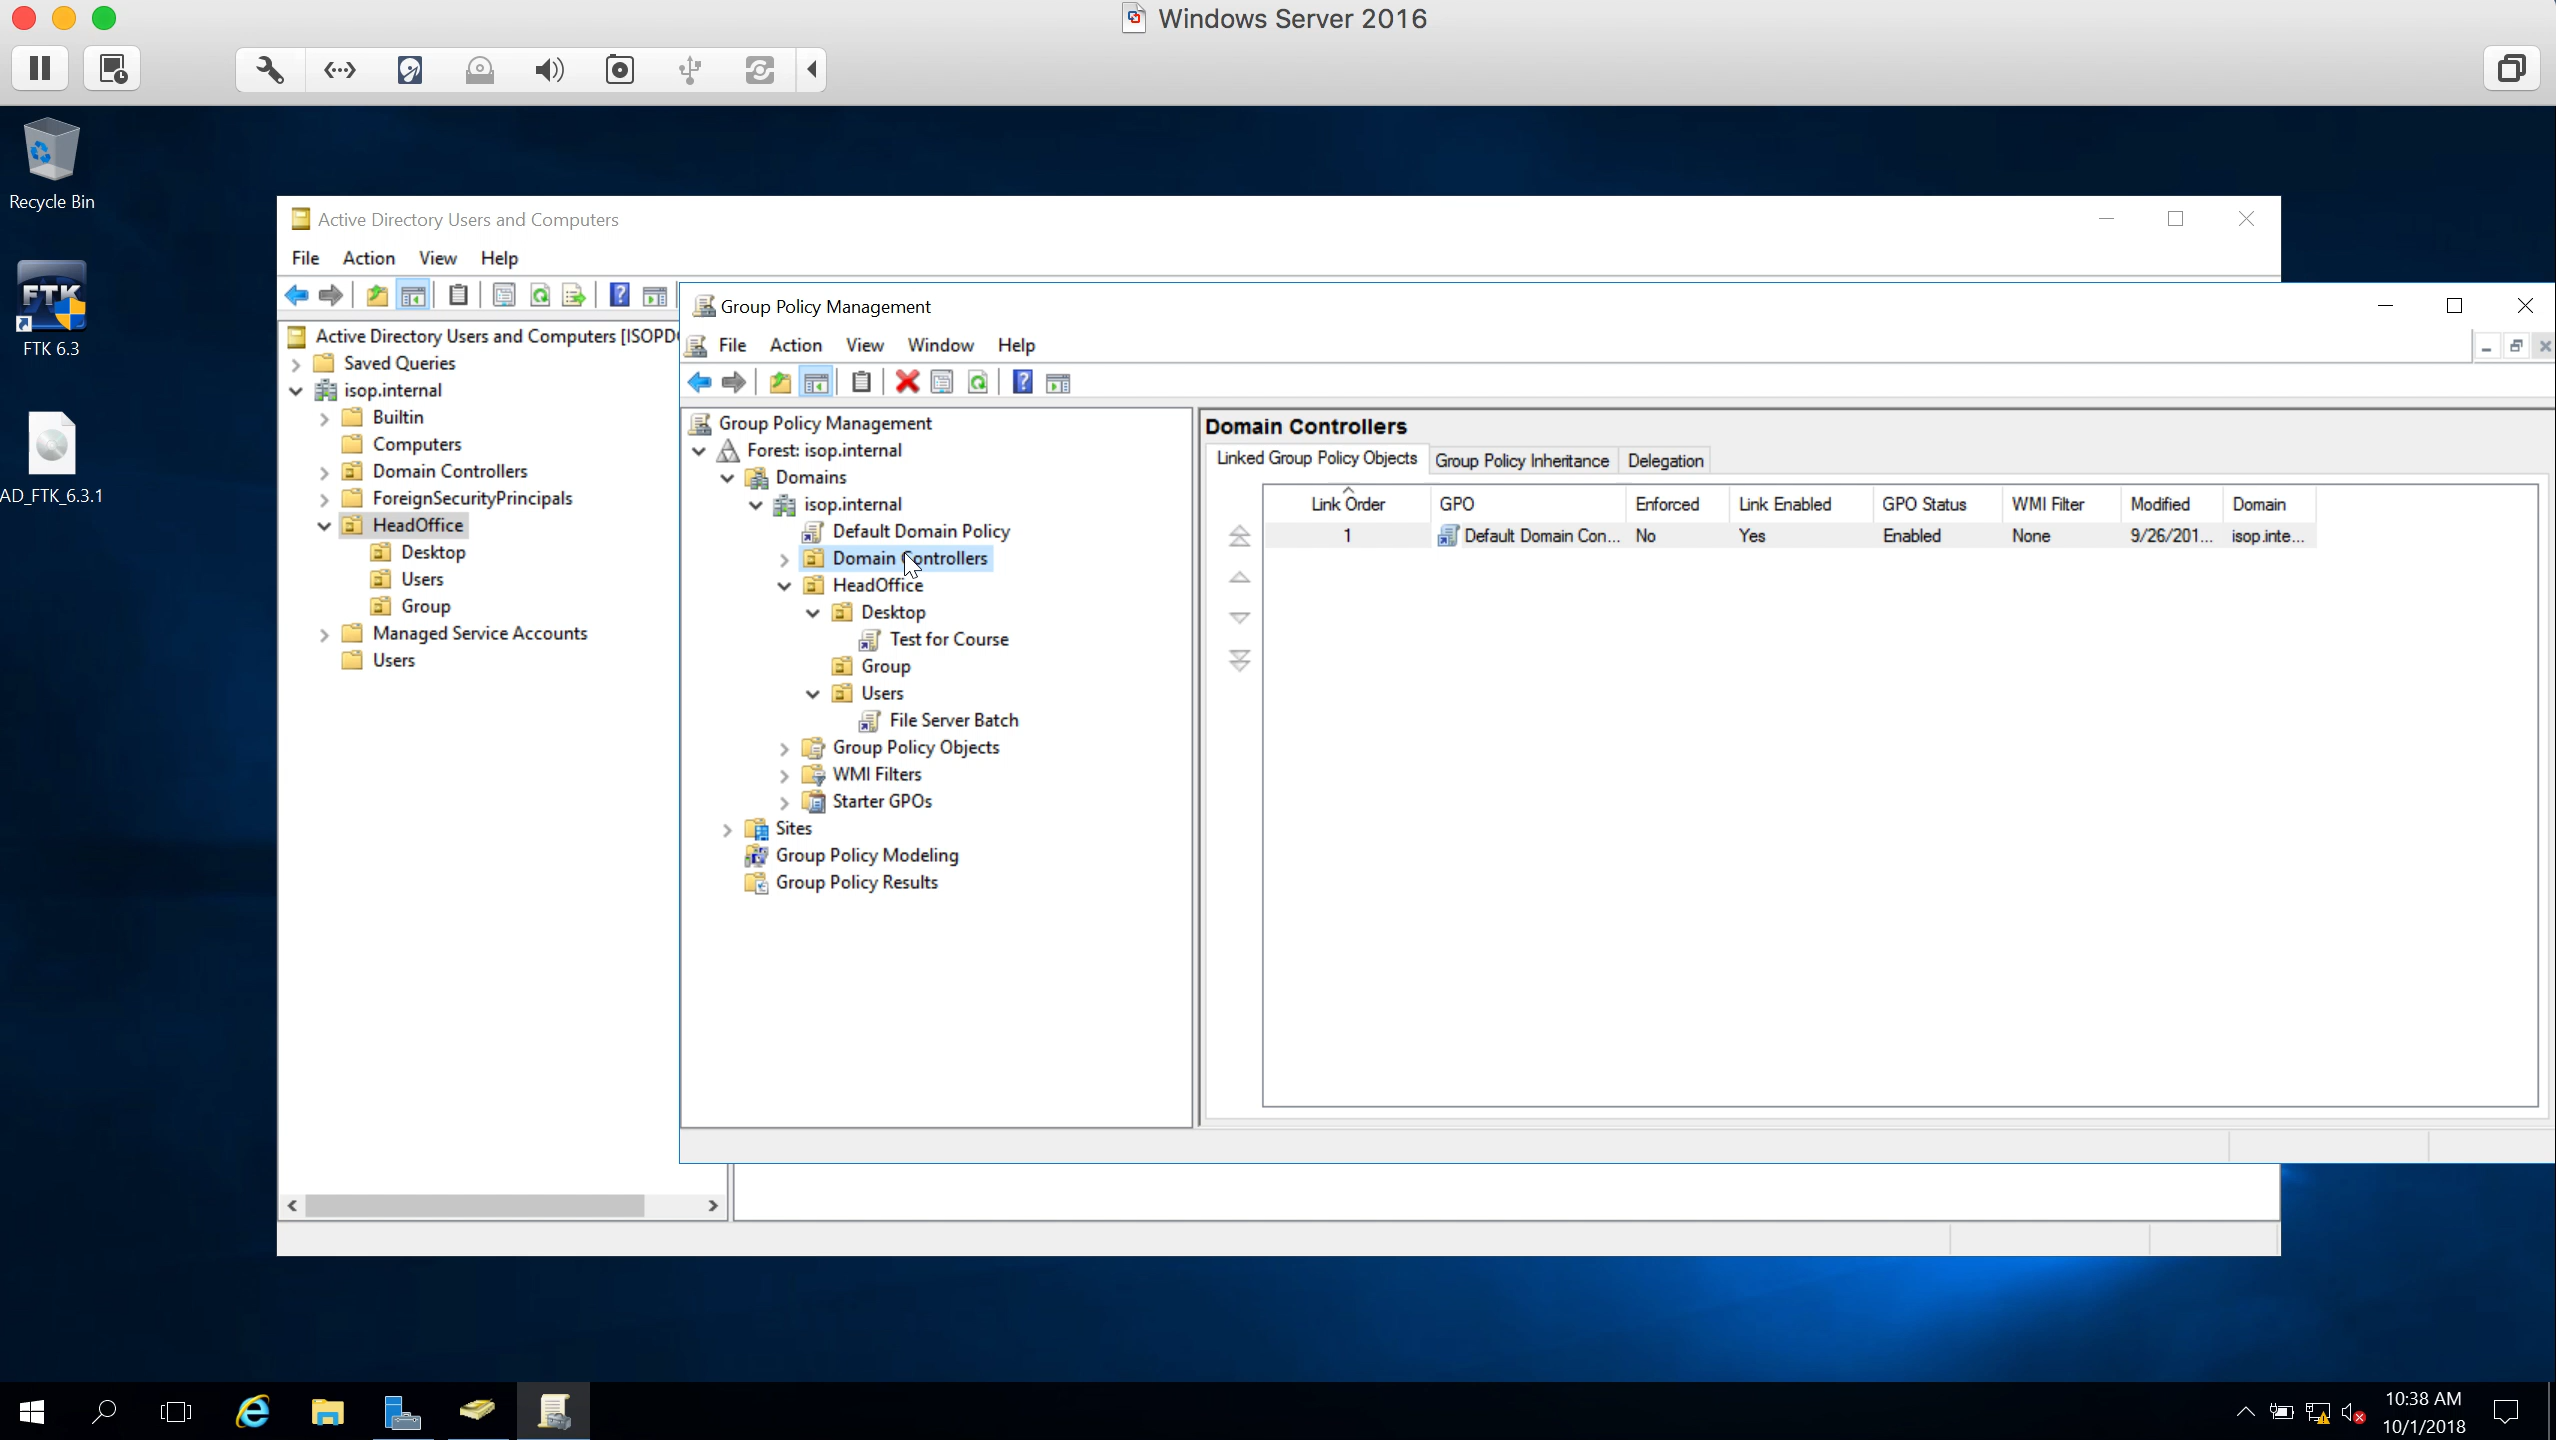 Windows Server 2016
Recycle Bin
FTK
FTK 6.3
AD_FTK_6.3.1
Active Directory Users and Computers
File Action View Help
Active Directory Users and Computers [ISOPD
Saved Queries
isop.internal
Builtin
Computers
Domain Controllers
ForeignSecurityPrincipals
HeadOffice
Desktop
Users
Group
Managed Service Accounts
Users
Group Policy Management
File Action View Window Help
Group Policy Management
Forest: isop.internal
Domains
isop.internal
Default Domain Policy
Domain Controllers
HeadOffice
Desktop
Test for Course
Group
Users
File Server Batch
Group Policy Objects
WMI Filters
Starter GPOs
Sites
Group Policy Modeling
Group Policy Results
Domain Controllers
Linked Group Policy Objects Group Policy Inheritance Delegation
Link Order GPO Enforced Link Enabled GPO Status WMI Filter Modified Domain
1 Default Domain Con... No Yes Enabled None 9/26/201... isop.inte...
10:38 AM
10/1/2018